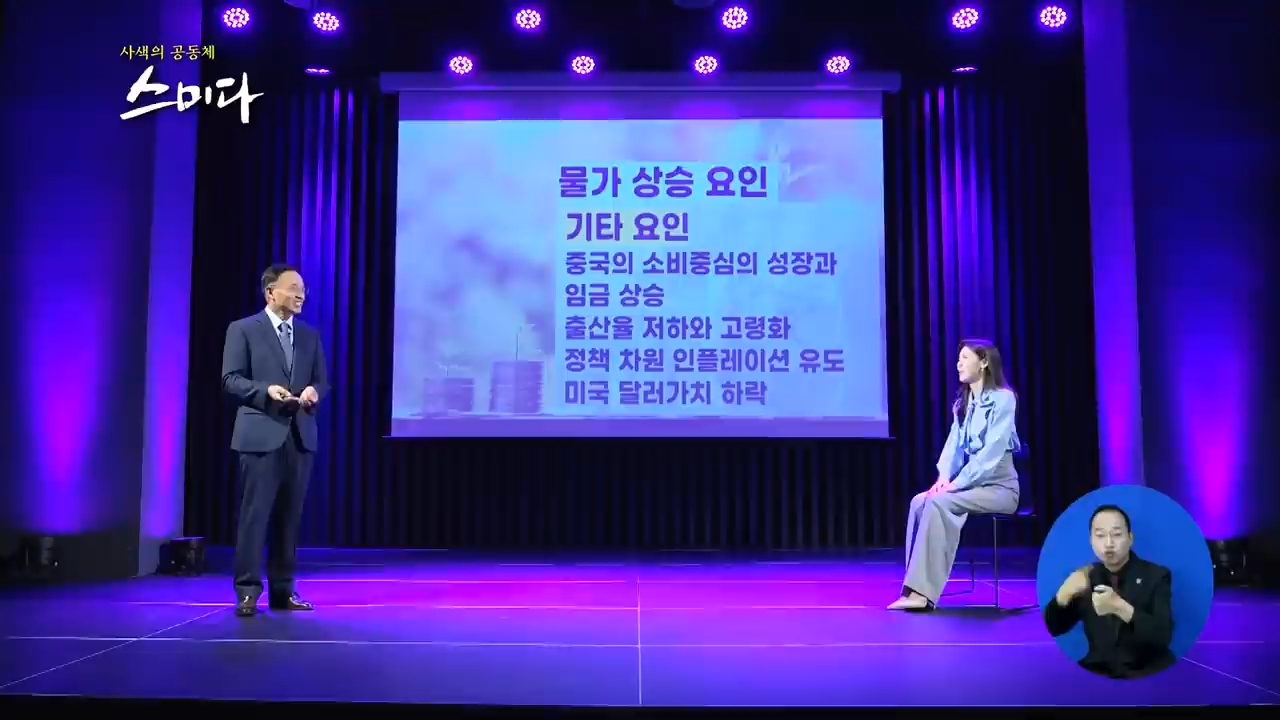 사색의 공동체
스미다
물가 상승 요인
기타 요인
중국의 소비중심의 성장과
임금 상승
출산율 저하와 고령화
정책 차원 인플레이션 유도
미국 달러가치 하락